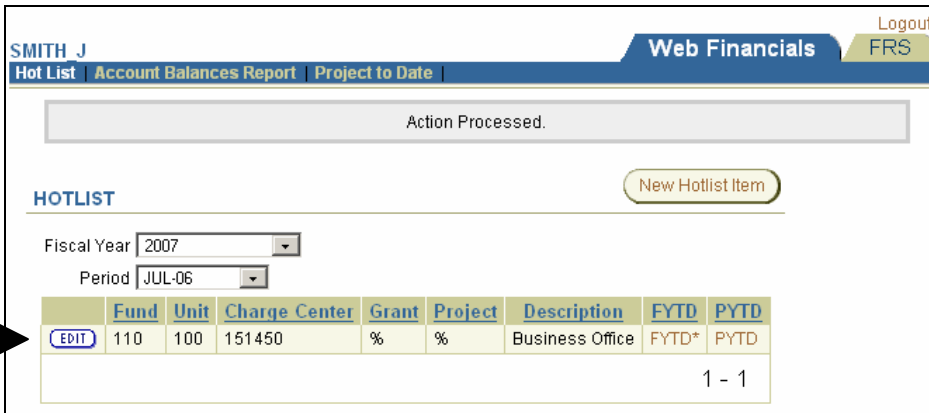 Logout
SMITH_J
Web Financials FRS
Hot List | Account Balances Report | Project to Date |
Action Processed.
New Hotlist Item
HOTLIST
Fiscal Year 2007
Period JUL-06
Fund Unit Charge Center Grant Project Description FYTD PYTD
EDIT 110 100 151450 % % Business Office FYTD* PYTD
1 - 1